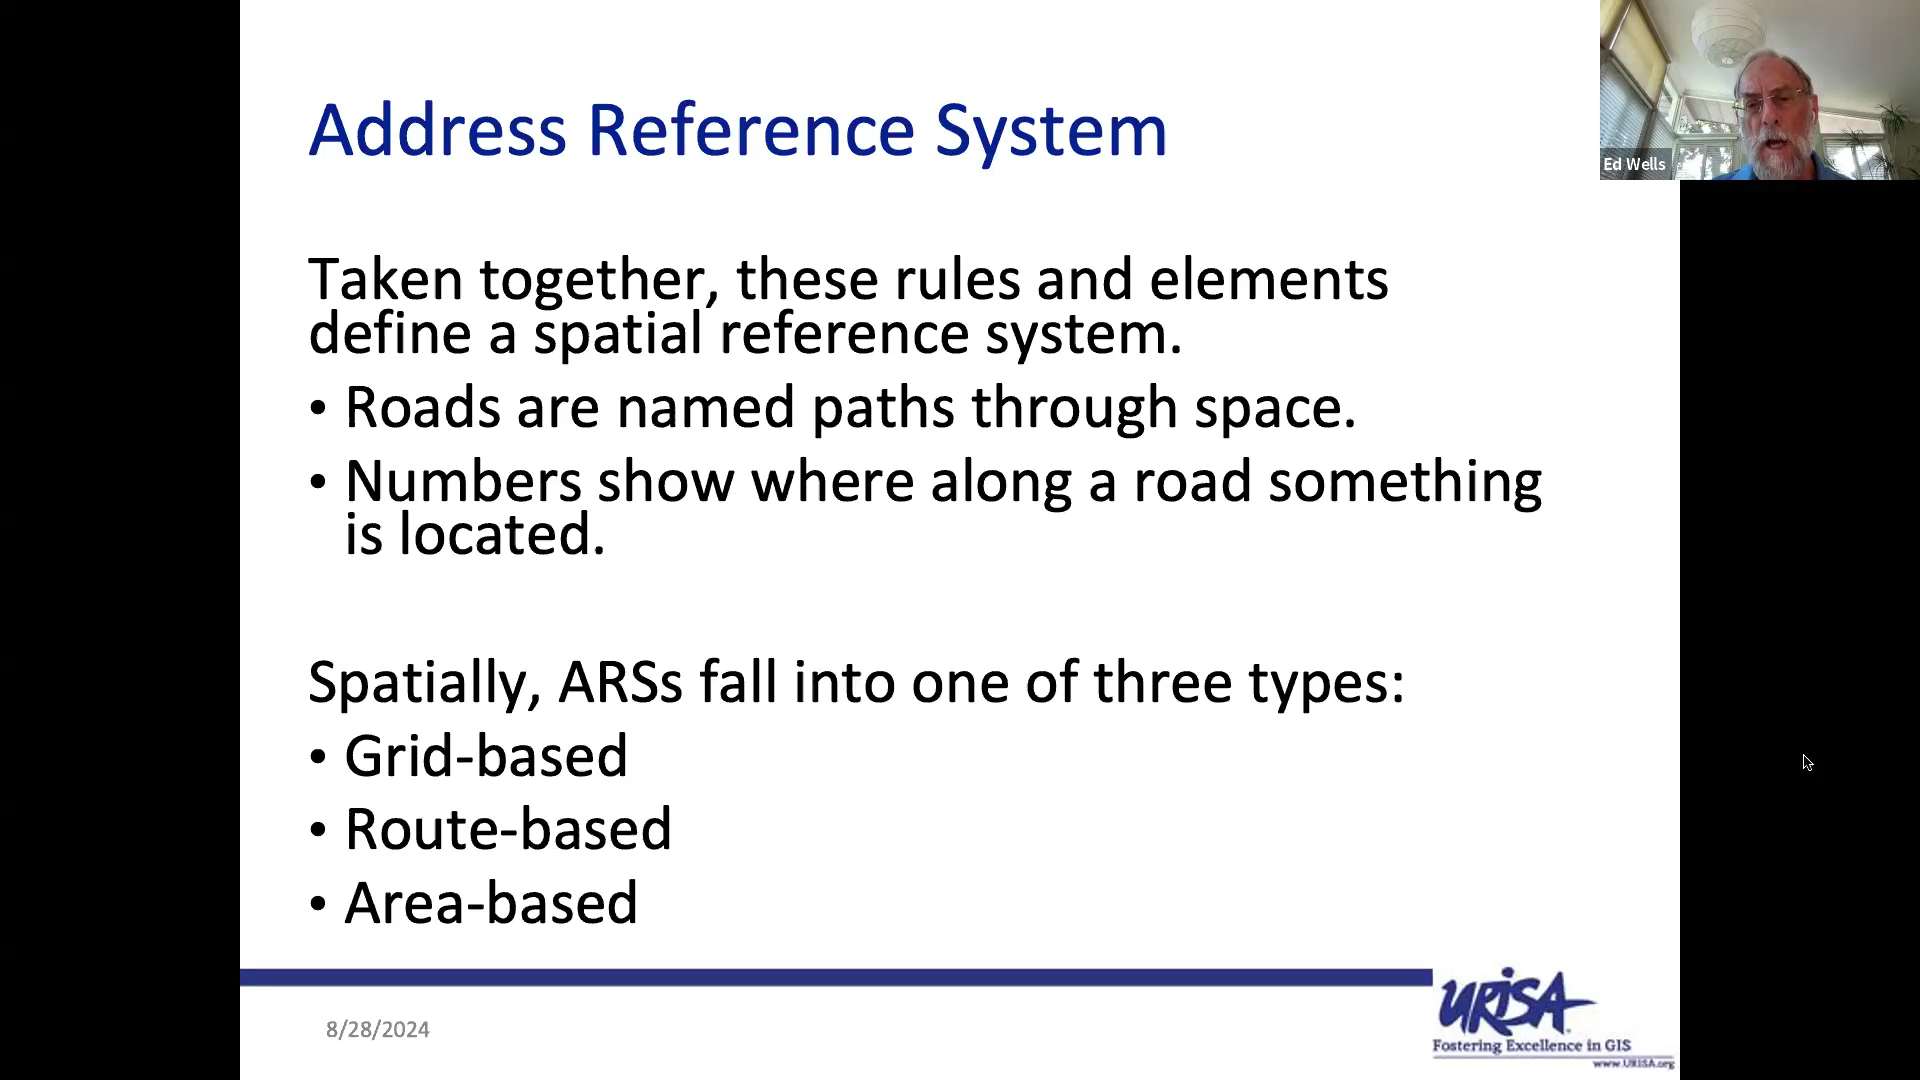 Address Reference System
Ed Wells
Taken together, these rules and elements
define a spatial reference system.
• Roads are named paths through space.
• Numbers show where along a road something
is located.
Spatially, ARSs fall into one of three types:
• Grid-based
• Route-based
• Area-based
8/28/2024
URISA
Fostering Excellence in GIS
www.URISA.org